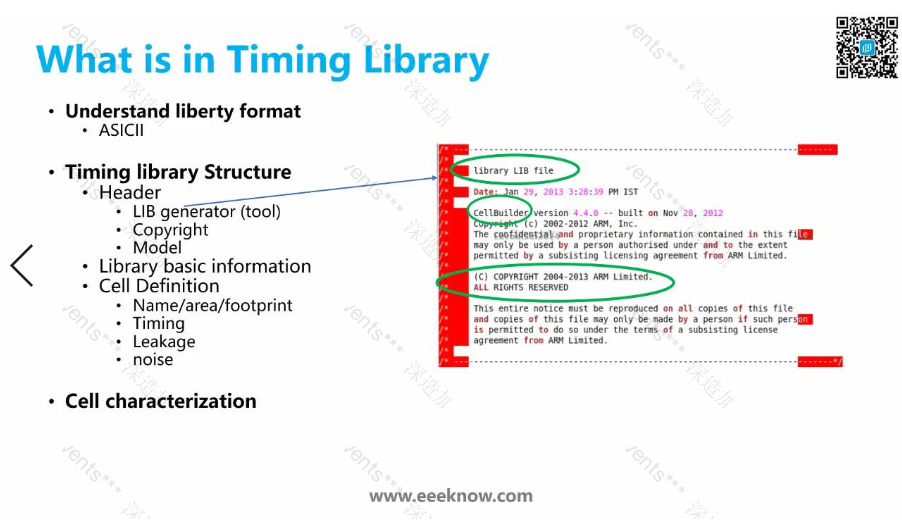 What is in Timing Library
• Understand liberty format
• ASICII
• Timing library Structure
• Header
• LIB generator (tool)
• Copyright
• Model
• Library basic information
• Cell Definition
• Name/area/footprint
• Timing
• Leakage
• noise
• Cell characterization
library LIB file
Date: Jan 29, 2013 3:28:39 PM IST
CellBuilder version 4.4.0 -- built on Nov 28, 2012
Copyright (c) 2002-2012 ARM, Inc.
The confidential and proprietary information contained in this file
may only be used by a person authorised under and to the extent
permitted by a subsisting licensing agreement from ARM Limited.
(C) COPYRIGHT 2004-2013 ARM Limited.
ALL RIGHTS RESERVED
This entire notice must be reproduced on all copies of this file
and copies of this file may only be made by a person if such person
is permitted to do so under the terms of a subsisting license
agreement from ARM Limited.
www.eeeknow.com